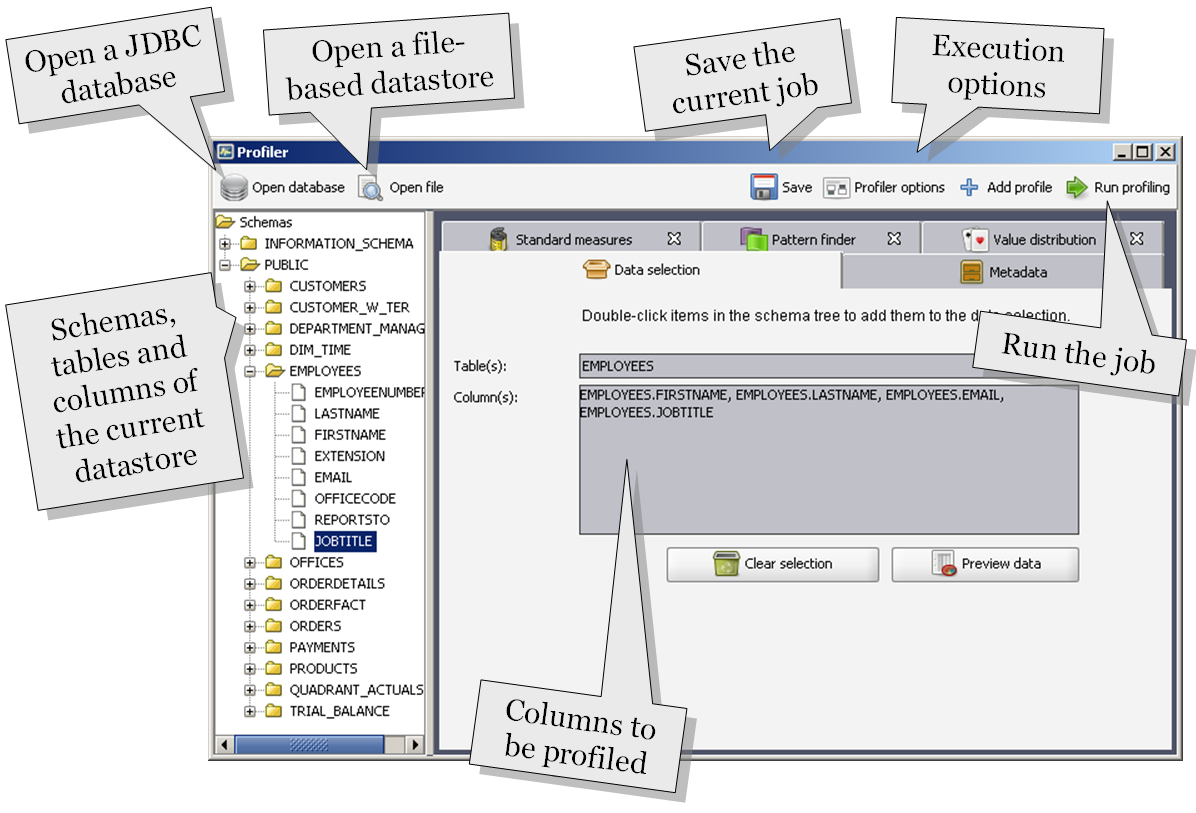 Open a JDBC
database
Open a file-
based datastore
Save the
current job
Execution
options
Profiler
Open database
Open file
Save
Profiler options
Add profile
Run profiling
Schemas
INFORMATION_SCHEMA
PUBLIC
CUSTOMERS
CUSTOMER_W_TER
DEPARTMENT_MANAG
DIM_TIME
EMPLOYEES
EMPLOYEENUMBER
LASTNAME
FIRSTNAME
EXTENSION
EMAIL
OFFICECODE
REPORTSTO
JOBTITLE
OFFICES
ORDERDETAILS
ORDERFACT
ORDERS
PAYMENTS
PRODUCTS
QUADRANT_ACTUALS
TRIAL_BALANCE
Schemas,
tables and
columns of
the current
datastore
Standard measures
Pattern finder
Value distribution
Data selection
Metadata
Double-click items in the schema tree to add them to the data selection.
Run the job
Table(s):
EMPLOYEES
Column(s):
EMPLOYEES.FIRSTNAME, EMPLOYEES.LASTNAME, EMPLOYEES.EMAIL,
EMPLOYEES.JOBTITLE
Clear selection
Preview data
Columns to
be profiled